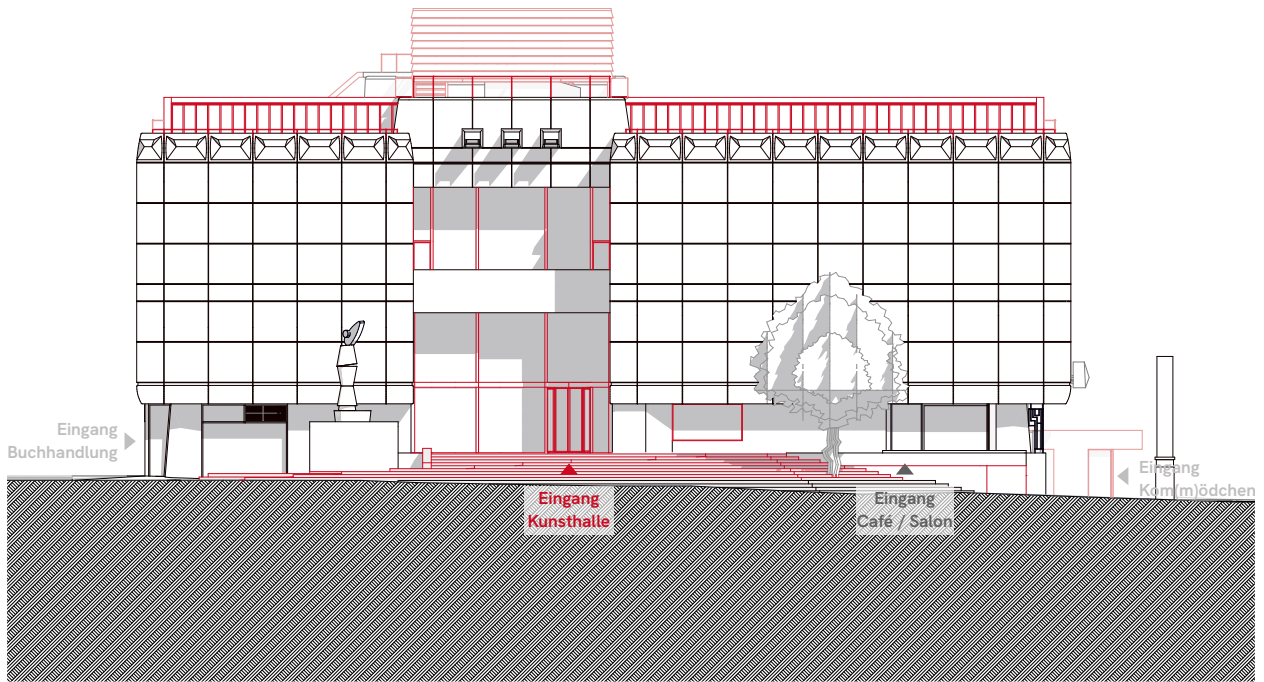 Eingang
Buchhandlung
Eingang
Kunsthalle
Eingang
Café / Salon
Eingang
Kom(m)ödchen